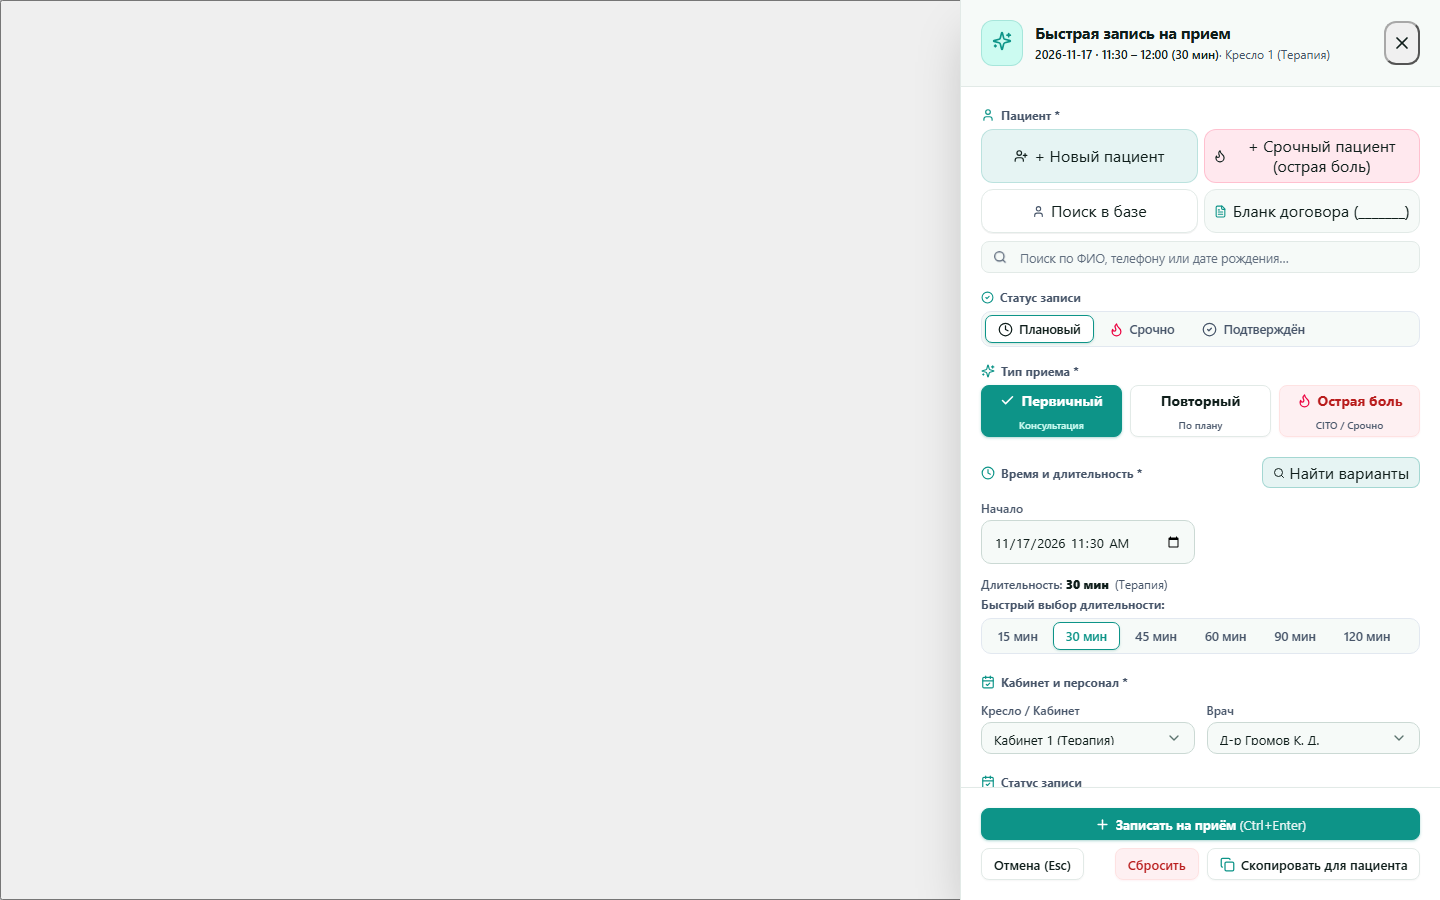 Быстрая запись на прием
2026-11-17 · 11:30 – 12:00 (30 мин)· Кресло 1 (Терапия)
Пациент *
+ Новый пациент
+ Срочный пациент
(острая боль)
Поиск в базе
Бланк договора (______)
Поиск по ФИО, телефону или дате рождения...
Статус записи
Плановый
Срочно
Подтверждён
Тип приема *
Первичный
Консультация
Повторный
По плану
Острая боль
CITO / Срочно
Время и длительность *
Найти варианты
Начало
11/17/2026 11:30 AM
Длительность: 30 мин (Терапия)
Быстрый выбор длительности:
15 мин
30 мин
45 мин
60 мин
90 мин
120 мин
Кабинет и персонал *
Кресло / Кабинет
Врач
Кабинет 1 (Терапия)
Д-р Громов К. Д.
Статус записи
+ Записать на приём (Ctrl+Enter)
Отмена (Esc)
Сбросить
Скопировать для пациента